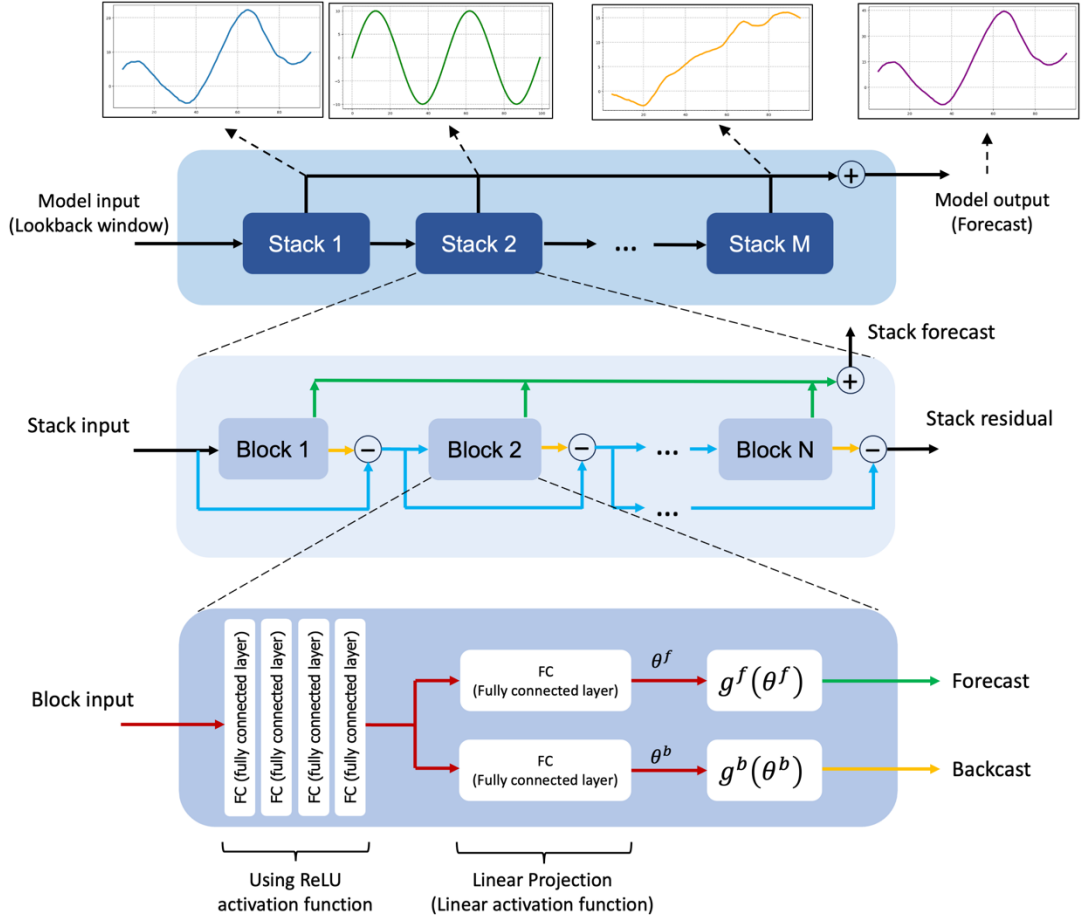 Model input
(Lookback window)
Stack 1
Stack 2
...
Stack M
+
Model output
(Forecast)
Stack forecast
+
Stack input
Block 1
−
Block 2
−
...
Block N
−
Stack residual
...
Block input
FC (fully connected layer)
FC (fully connected layer)
FC (fully connected layer)
FC (fully connected layer)
FC
(Fully connected layer)
θ^f
g^f(θ^f)
Forecast
FC
(Fully connected layer)
θ^b
g^b(θ^b)
Backcast
Using ReLU
activation function
Linear Projection
(Linear activation function)